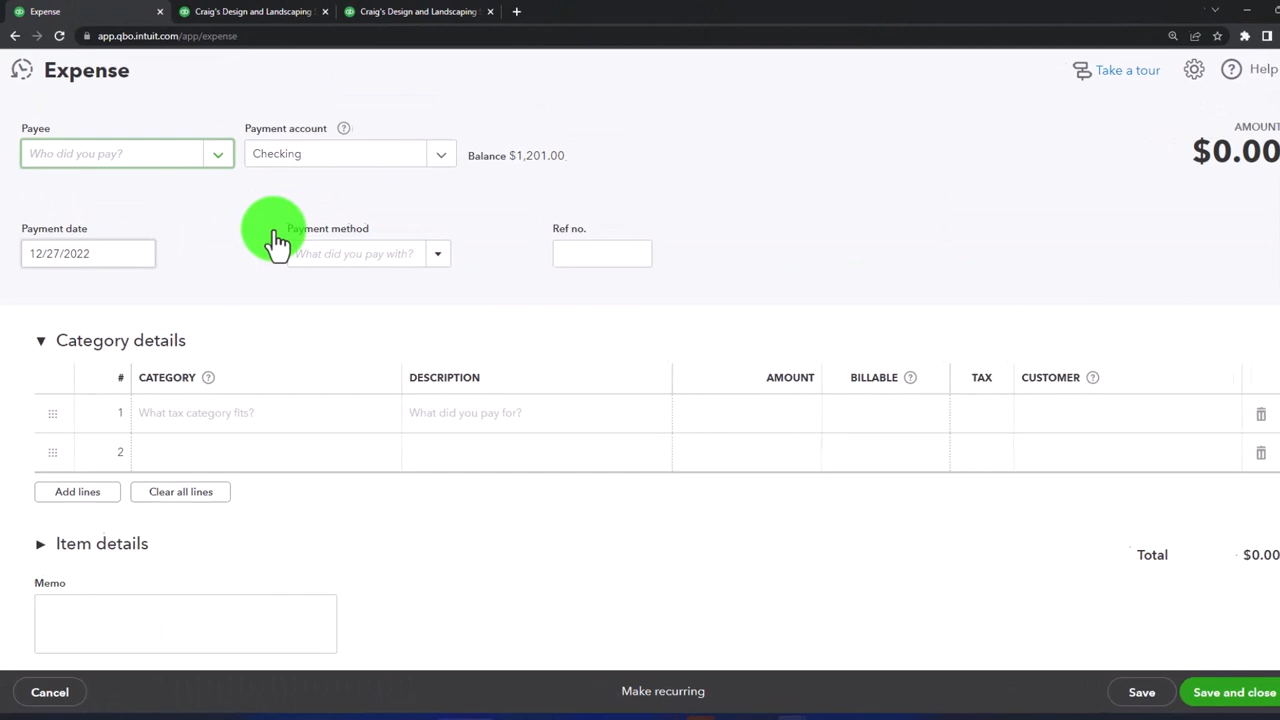 Expense
Craig's Design and Landscaping
Craig's Design and Landscaping
app.qbo.intuit.com/app/expense
Expense
Take a tour
Help
Payee
Payment account
AMOUNT
Who did you pay?
Checking
Balance $1,201.00
$0.00
Payment date
Payment method
Ref no.
12/27/2022
What did you pay with?
Category details
# CATEGORY DESCRIPTION AMOUNT BILLABLE TAX CUSTOMER
1 What tax category fits? What did you pay for?
2
Add lines
Clear all lines
Item details
Total $0.00
Memo
Cancel
Make recurring
Save
Save and close